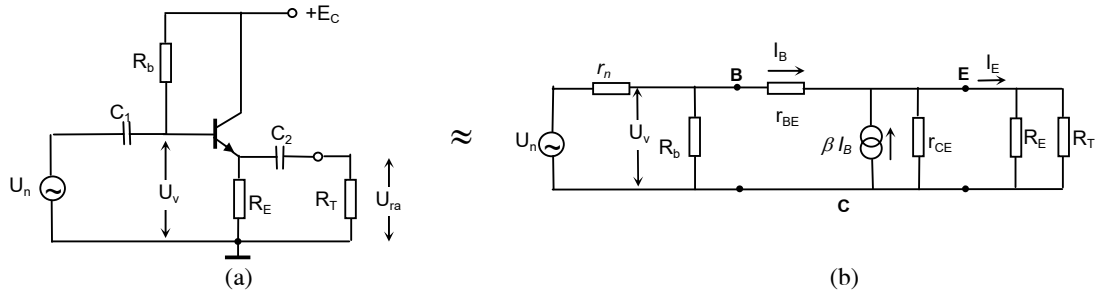 +E_C
R_b
C_1
C_2
U_n
U_v
R_E
R_T
U_ra
(a)
≈
r_n
B
I_B
E
I_E
r_BE
U_n
U_v
R_b
β I_B
r_CE
R_E
R_T
C
(b)